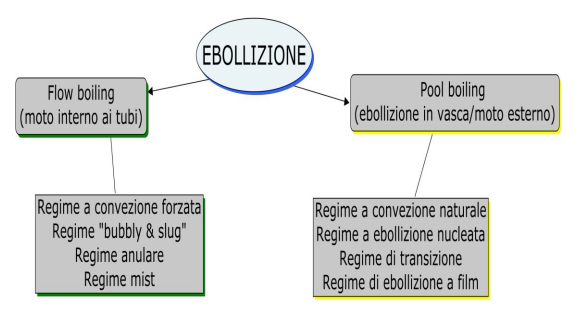 EBOLLIZIONE
Flow boiling
(moto interno ai tubi)
Pool boiling
(ebollizione in vasca/moto esterno)
Regime a convezione forzata
Regime "bubbly & slug"
Regime anulare
Regime mist
Regime a convezione naturale
Regime a ebollizione nucleata
Regime di transizione
Regime di ebollizione a film